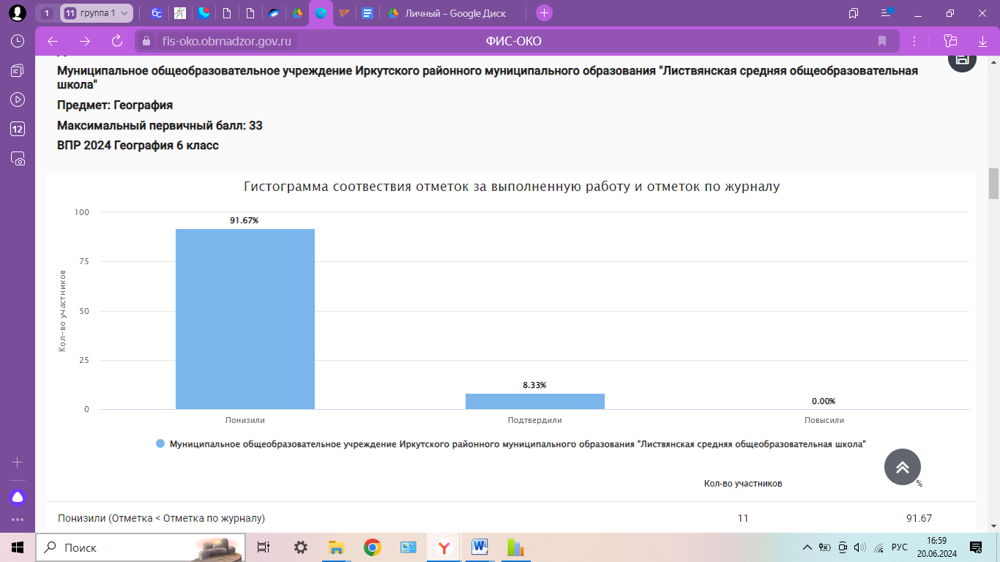 1
11
группа 1
Личный – Google Диск
fis-oko.obrnadzor.gov.ru
ФИС-ОКО
12
Муниципальное общеобразовательное учреждение Иркутского районного муниципального образования "Листвянская средняя общеобразовательная
школа"
Предмет: География
Максимальный первичный балл: 33
ВПР 2024 География 6 класс
Гистограмма соотвествия отметок за выполненную работу и отметок по журналу
Кол-во участников
100
75
50
25
0
91.67%
8.33%
0.00%
Понизили
Подтвердили
Повысили
Муниципальное общеобразовательное учреждение Иркутского районного муниципального образования "Листвянская средняя общеобразовательная школа"
Кол-во участников %
Понизили (Отметка < Отметка по журналу) 11 91.67
Поиск
РУС
16:59
20.06.2024